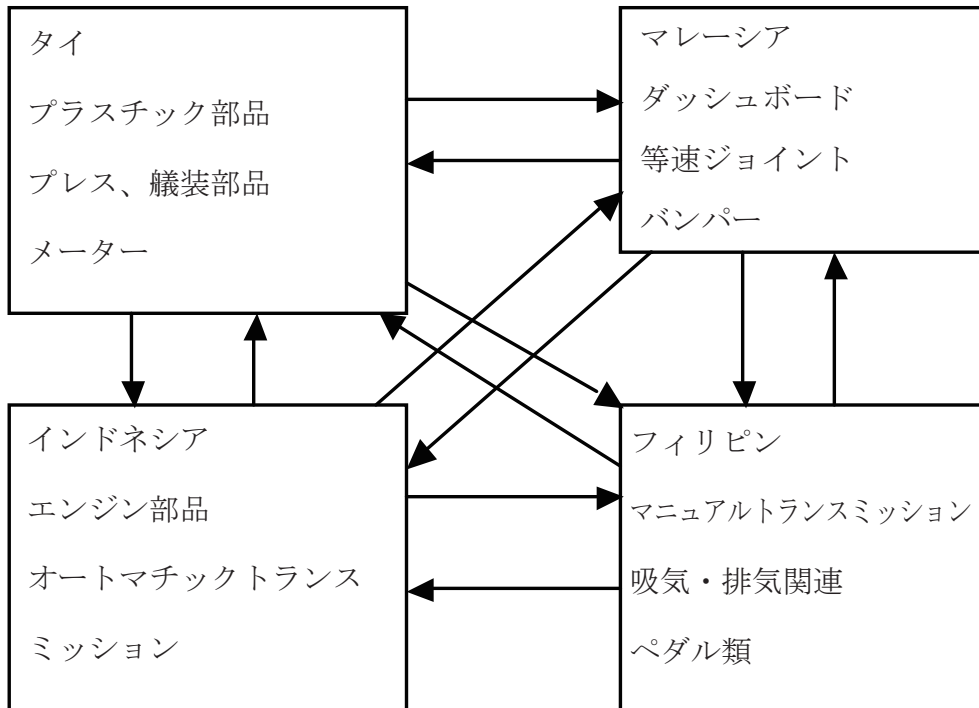 タイ
プラスチック部品
プレス、艤装部品
メーター
マレーシア
ダッシュボード
等速ジョイント
バンパー
インドネシア
エンジン部品
オートマチックトランス
ミッション
フィリピン
マニュアルトランスミッション
吸気・排気関連
ペダル類